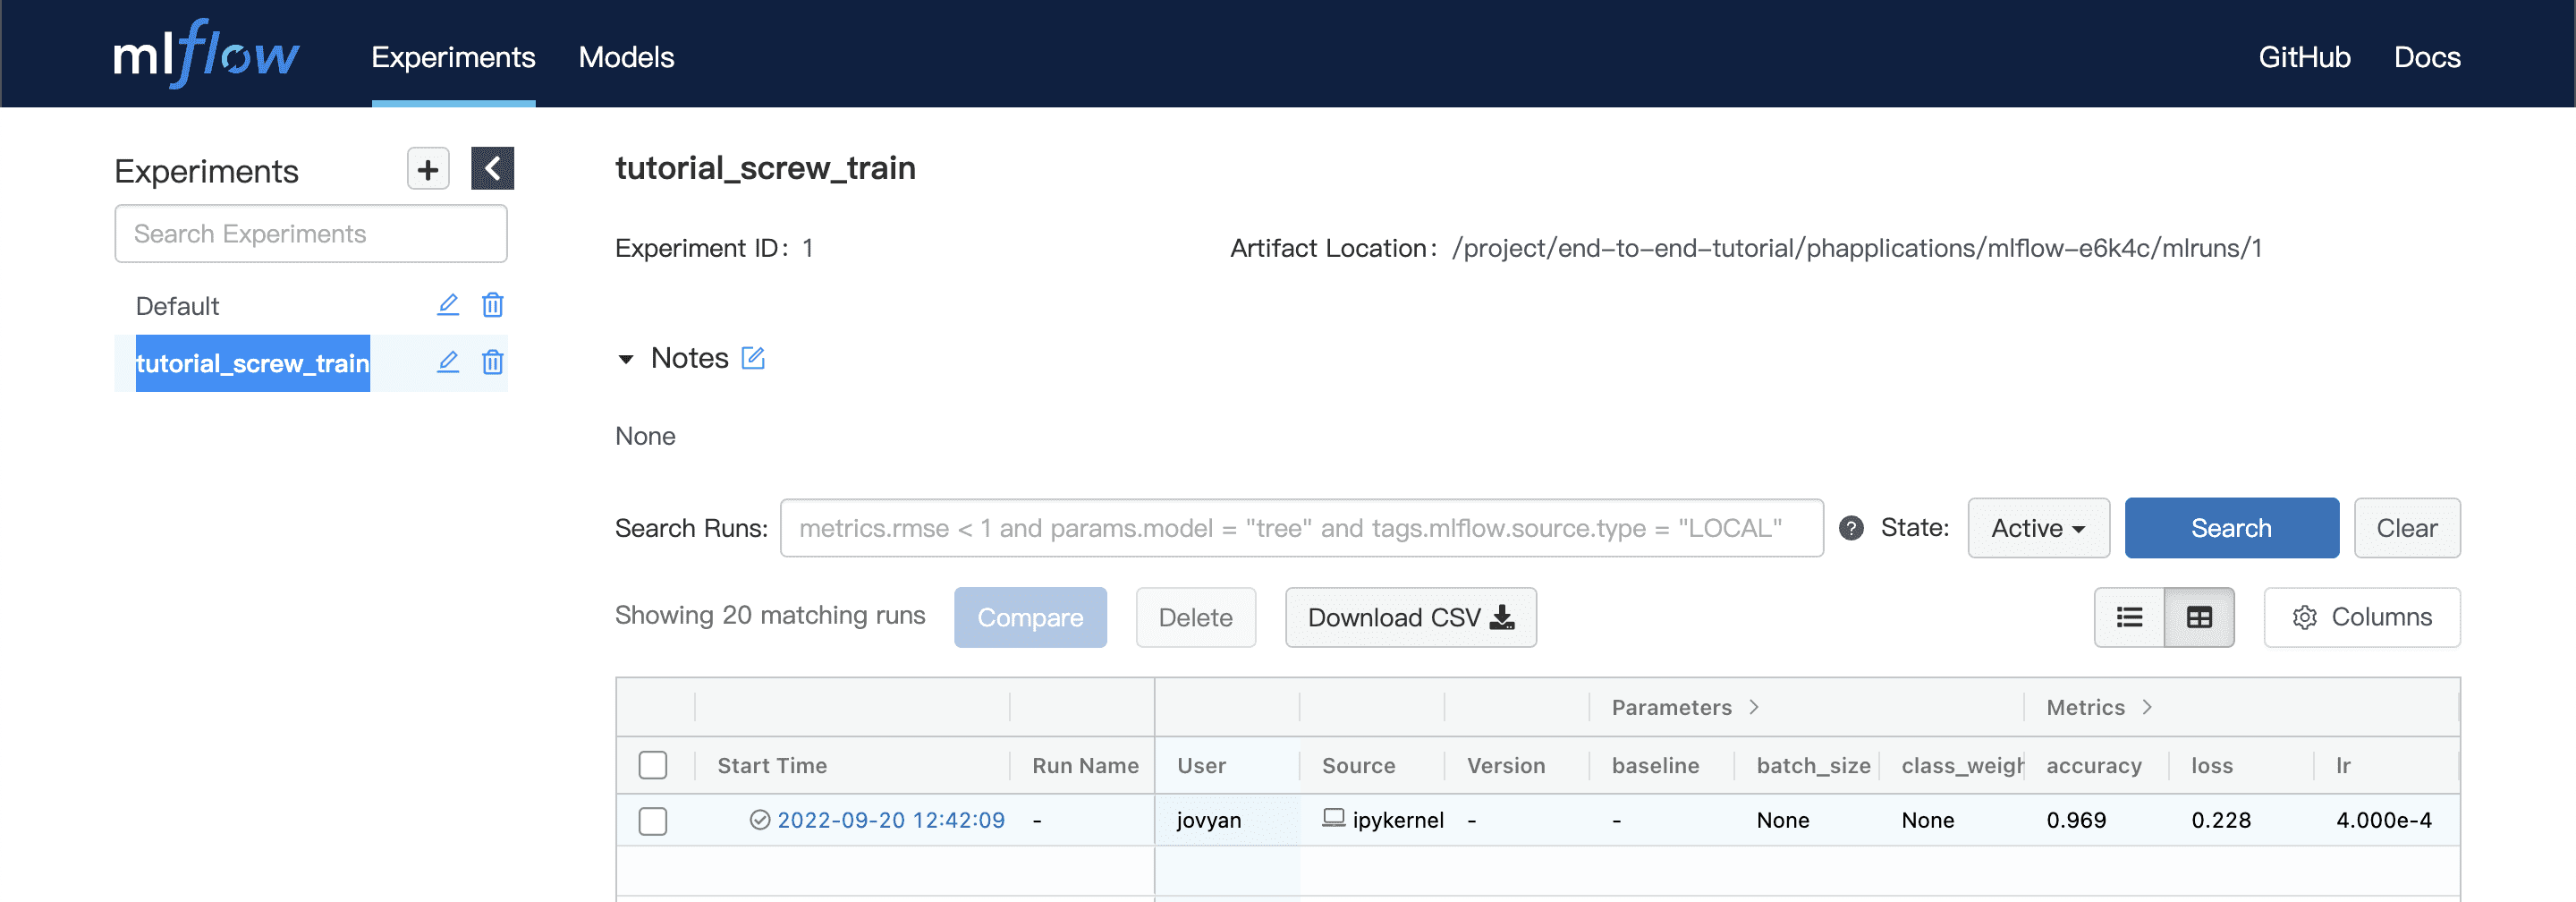 mlflow Experiments Models GitHub Docs
Experiments
Search Experiments
Default
tutorial_screw_train
tutorial_screw_train
Experiment ID: 1 Artifact Location: /project/end-to-end-tutorial/phapplications/mlflow-e6k4c/mlruns/1
Notes
None
Search Runs: metrics.rmse < 1 and params.model = "tree" and tags.mlflow.source.type = "LOCAL" ? State: Active Search Clear
Showing 20 matching runs Compare Delete Download CSV Columns
Parameters > Metrics >
Start Time Run Name User Source Version baseline batch_size class_weigh accuracy loss lr
2022-09-20 12:42:09 - jovyan ipykernel - - None None 0.969 0.228 4.000e-4